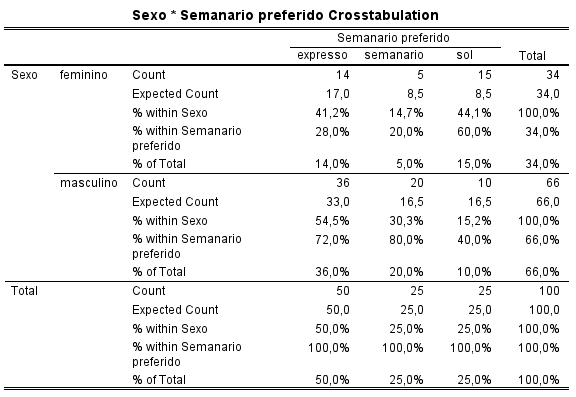 Sexo * Semanario preferido Crosstabulation
Semanario preferido
expresso semanario sol Total
Sexo feminino Count 14 5 15 34
Expected Count 17,0 8,5 8,5 34,0
% within Sexo 41,2% 14,7% 44,1% 100,0%
% within Semanario preferido 28,0% 20,0% 60,0% 34,0%
% of Total 14,0% 5,0% 15,0% 34,0%
masculino Count 36 20 10 66
Expected Count 33,0 16,5 16,5 66,0
% within Sexo 54,5% 30,3% 15,2% 100,0%
% within Semanario preferido 72,0% 80,0% 40,0% 66,0%
% of Total 36,0% 20,0% 10,0% 66,0%
Total Count 50 25 25 100
Expected Count 50,0 25,0 25,0 100,0
% within Sexo 50,0% 25,0% 25,0% 100,0%
% within Semanario preferido 100,0% 100,0% 100,0% 100,0%
% of Total 50,0% 25,0% 25,0% 100,0%